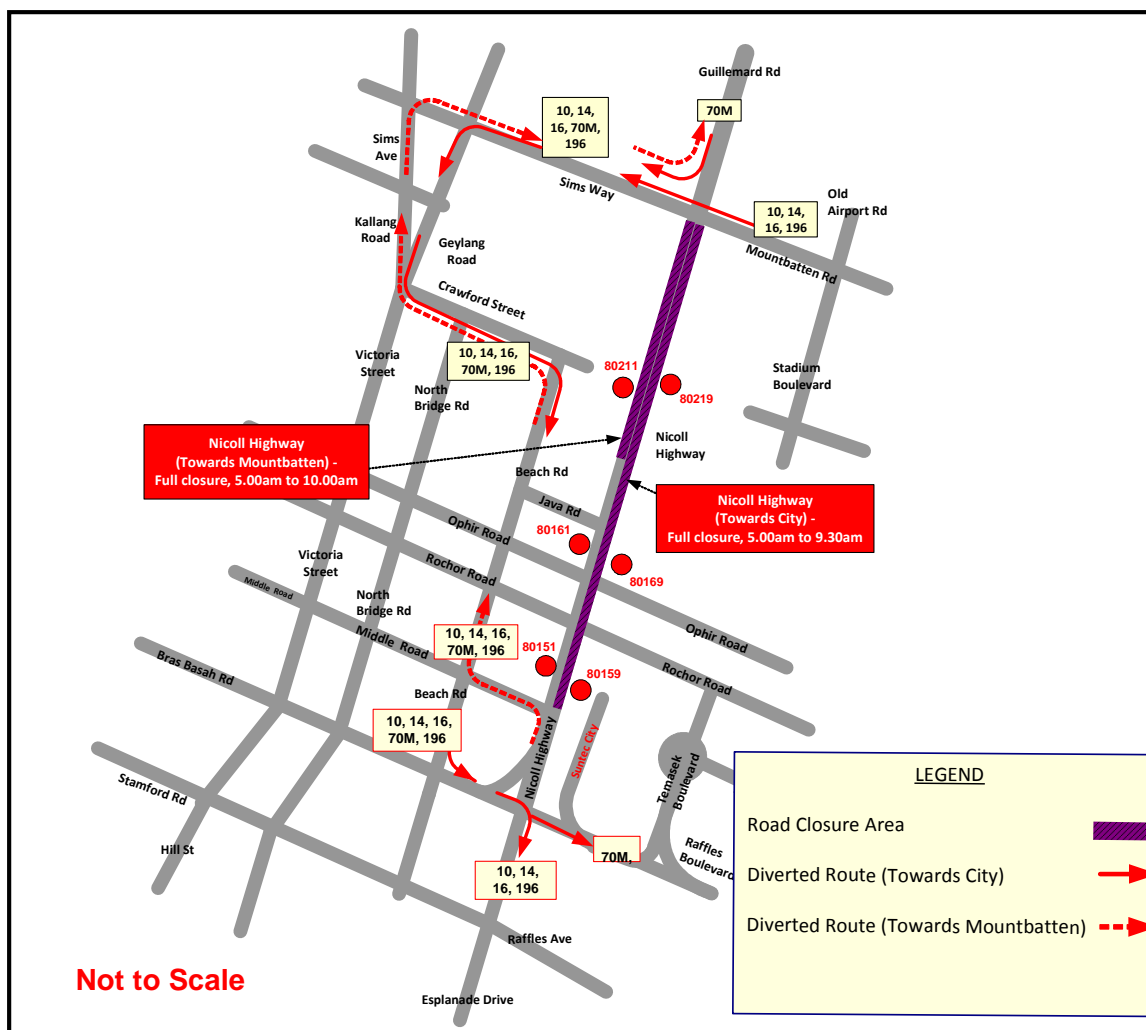 Guillemard Rd
70M
10, 14,
16, 70M,
196
Sims
Ave
Sims Way
Old
Airport Rd
10, 14,
16, 196
Kallang
Road
Geylang
Road
Mountbatten Rd
Crawford Street
Victoria
Street
10, 14, 16,
70M, 196
North
Bridge Rd
80211
80219
Stadium
Boulevard
Nicoll Highway
(Towards Mountbatten) -
Full closure, 5.00am to 10.00am
Nicoll
Highway
Beach Rd
Java Rd
Nicoll Highway
(Towards City) -
Full closure, 5.00am to 9.30am
Ophir Road
80161
80169
Rochor Road
Victoria
Street
Middle Road
North
Bridge Rd
10, 14, 16,
70M, 196
Middle Road
80151
80159
Ophir Road
Rochor Road
Bras Basah Rd
Beach Rd
10, 14, 16,
70M, 196
Nicoll Highway
Suntec City
Temasek
Boulevard
Stamford Rd
Hill St
70M,
Raffles
Boulevard
10, 14,
16, 196
Raffles Ave
Esplanade Drive
Not to Scale
LEGEND
Road Closure Area
Diverted Route (Towards City)
Diverted Route (Towards Mountbatten)